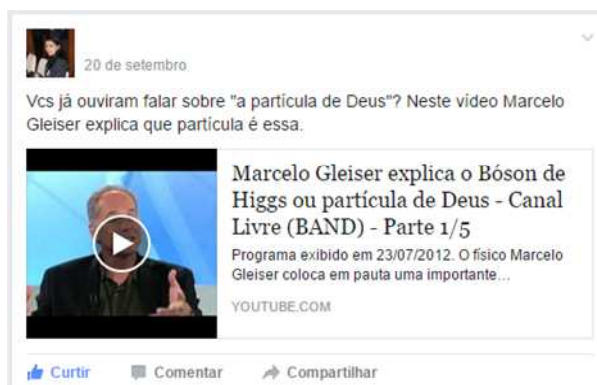 20 de setembro
Vcs já ouviram falar sobre "a partícula de Deus"? Neste vídeo Marcelo
Gleiser explica que partícula é essa.
Marcelo Gleiser explica o Bóson de
Higgs ou partícula de Deus - Canal
Livre (BAND) - Parte 1/5
Programa exibido em 23/07/2012. O físico Marcelo
Gleiser coloca em pauta uma importante...
YOUTUBE.COM
Curtir Comentar Compartilhar